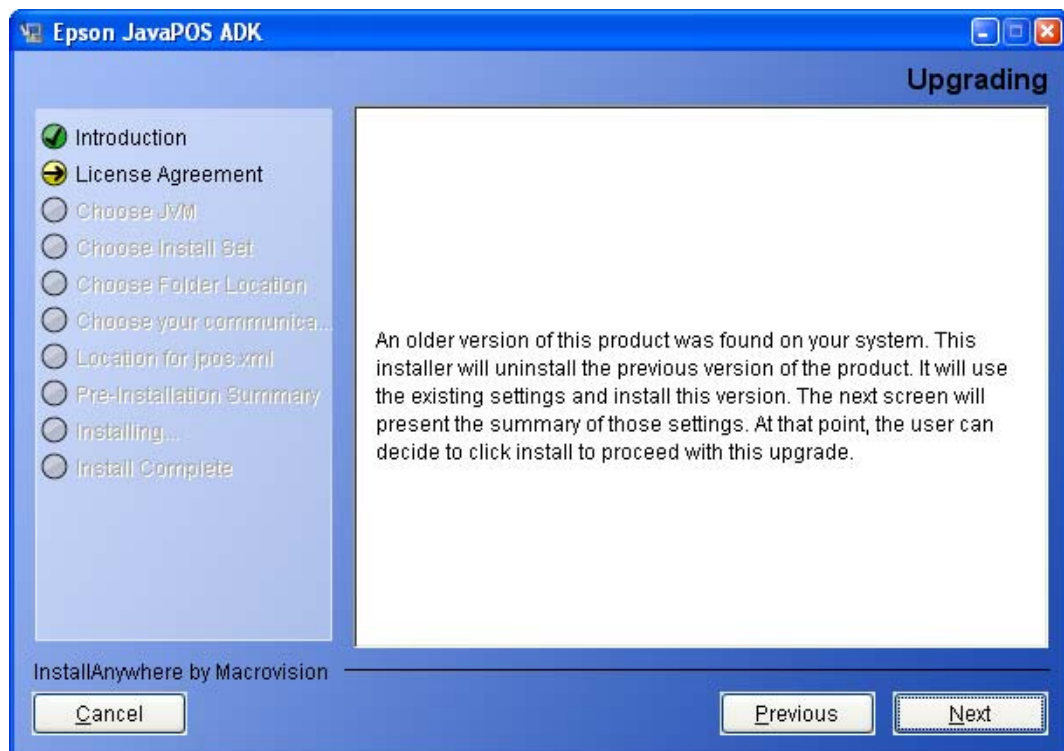 Epson JavaPOS ADK
Upgrading
Introduction
License Agreement
Choose JVM
Choose Install Set
Choose Folder Location
Choose your communica...
Location for jpos.xml
Pre-Installation Summary
Installing...
Install Complete
An older version of this product was found on your system. This
installer will uninstall the previous version of the product. It will use
the existing settings and install this version. The next screen will
present the summary of those settings. At that point, the user can
decide to click install to proceed with this upgrade.
InstallAnywhere by Macrovision
Cancel
Previous
Next